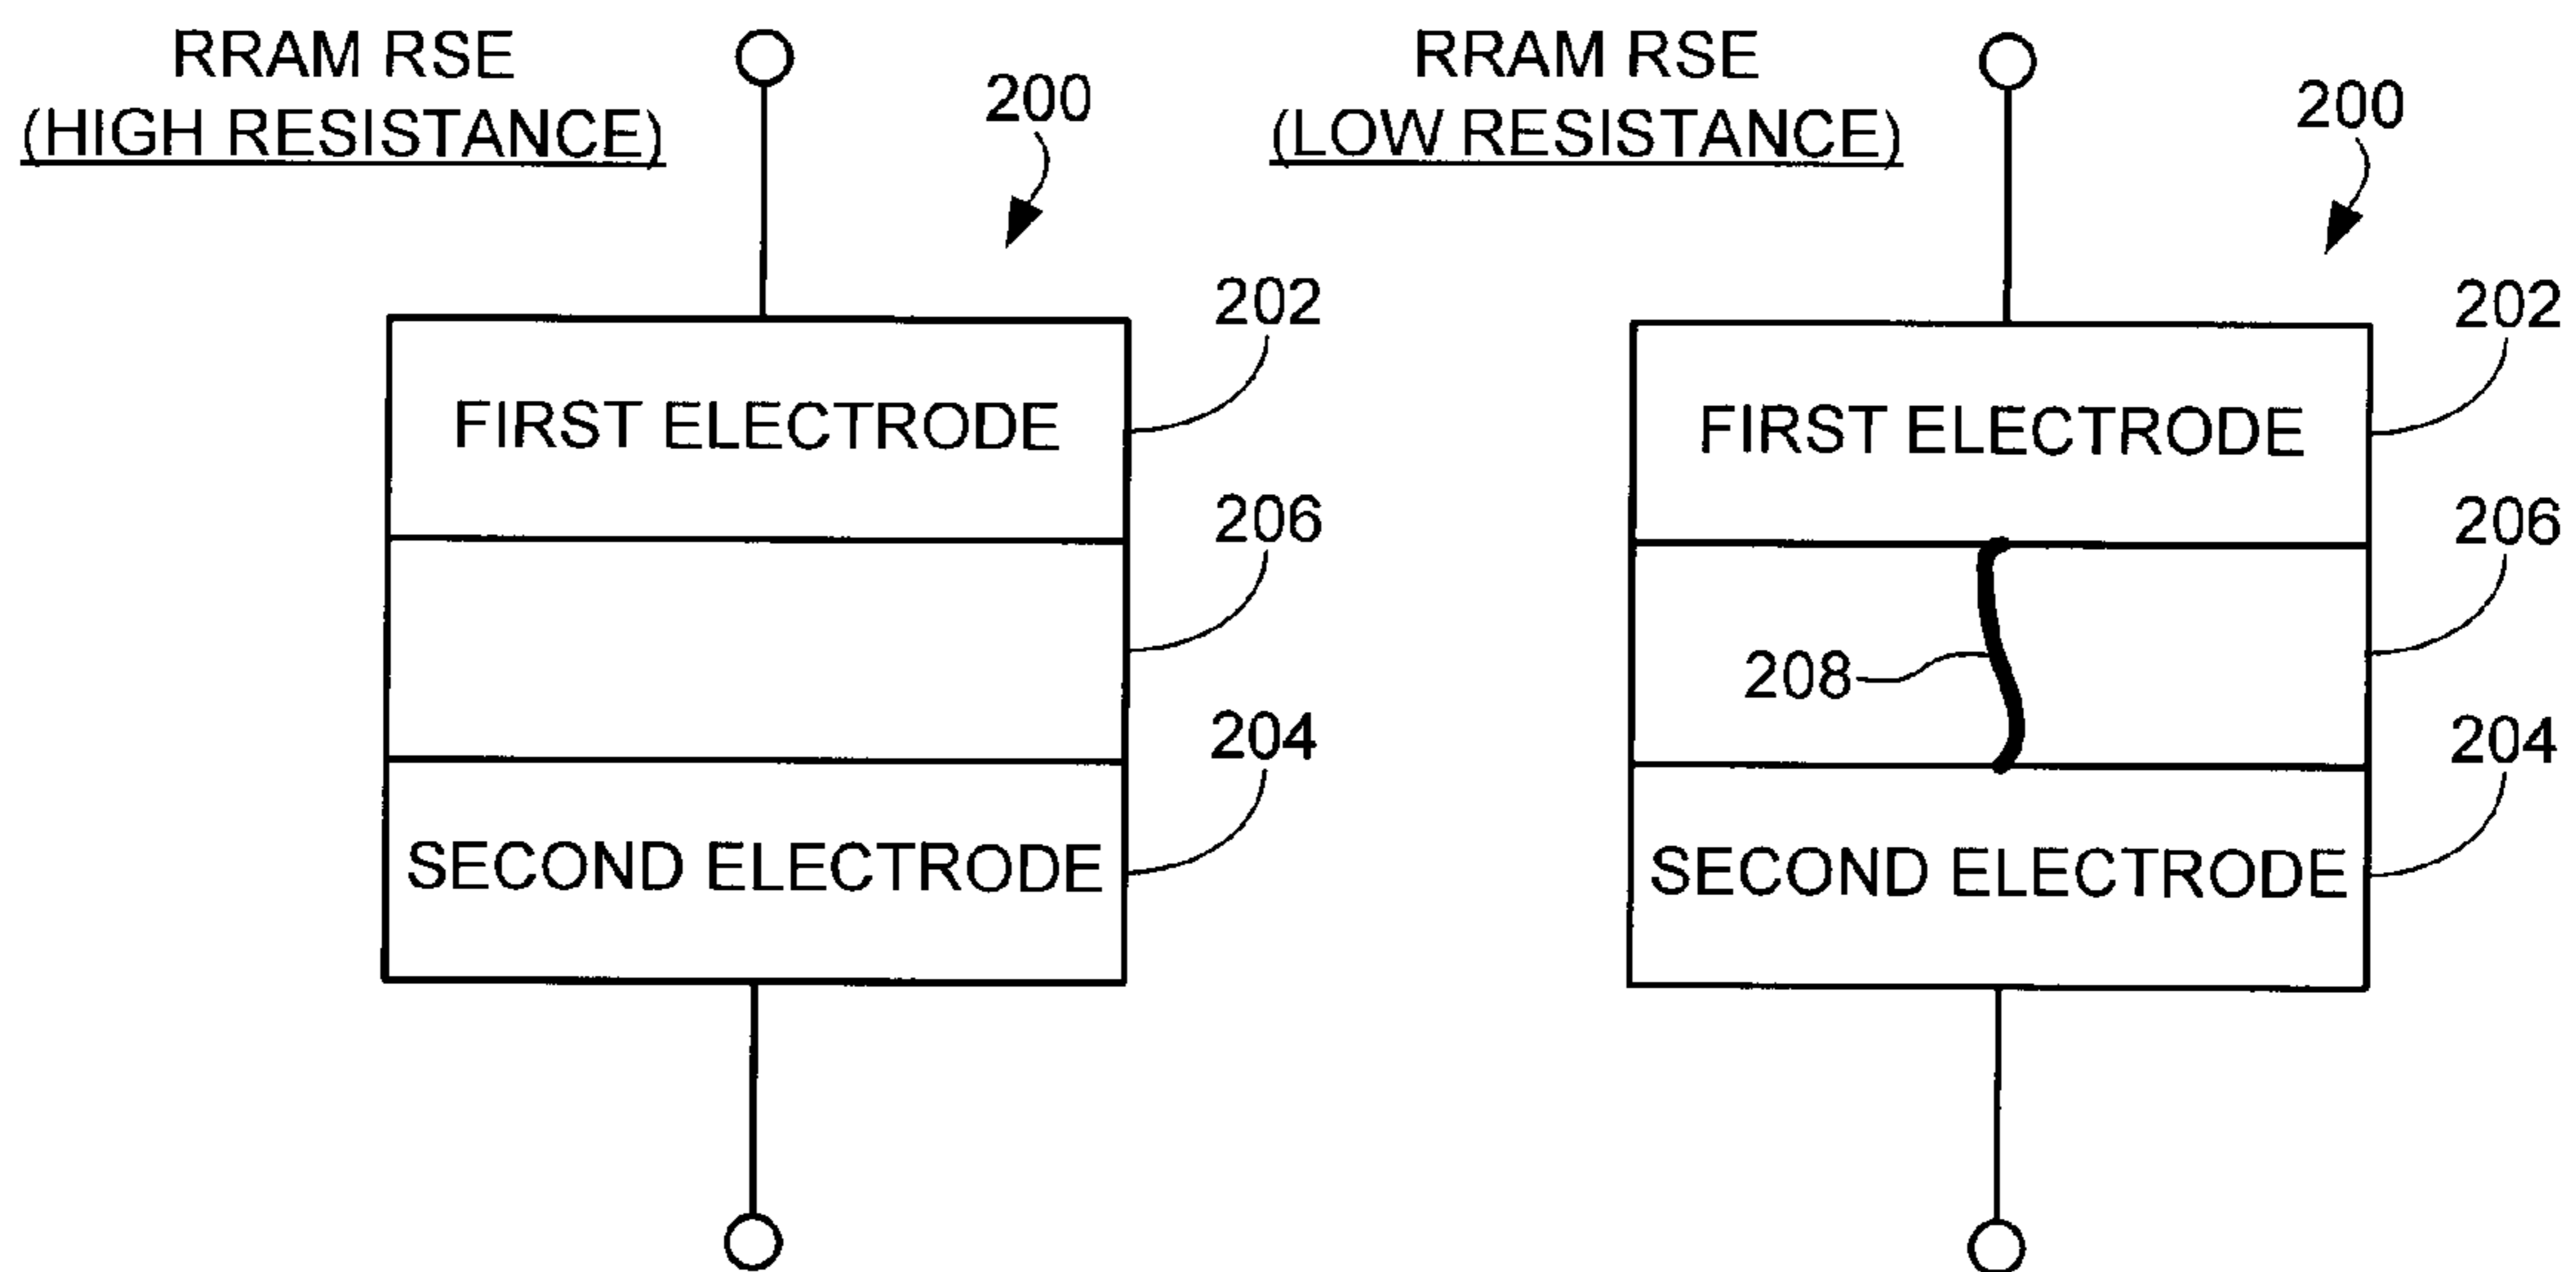 RRAM RSE
(HIGH RESISTANCE)
200
202
FIRST ELECTRODE
206
204
SECOND ELECTRODE
RRAM RSE
(LOW RESISTANCE)
200
202
FIRST ELECTRODE
206
208
204
SECOND ELECTRODE